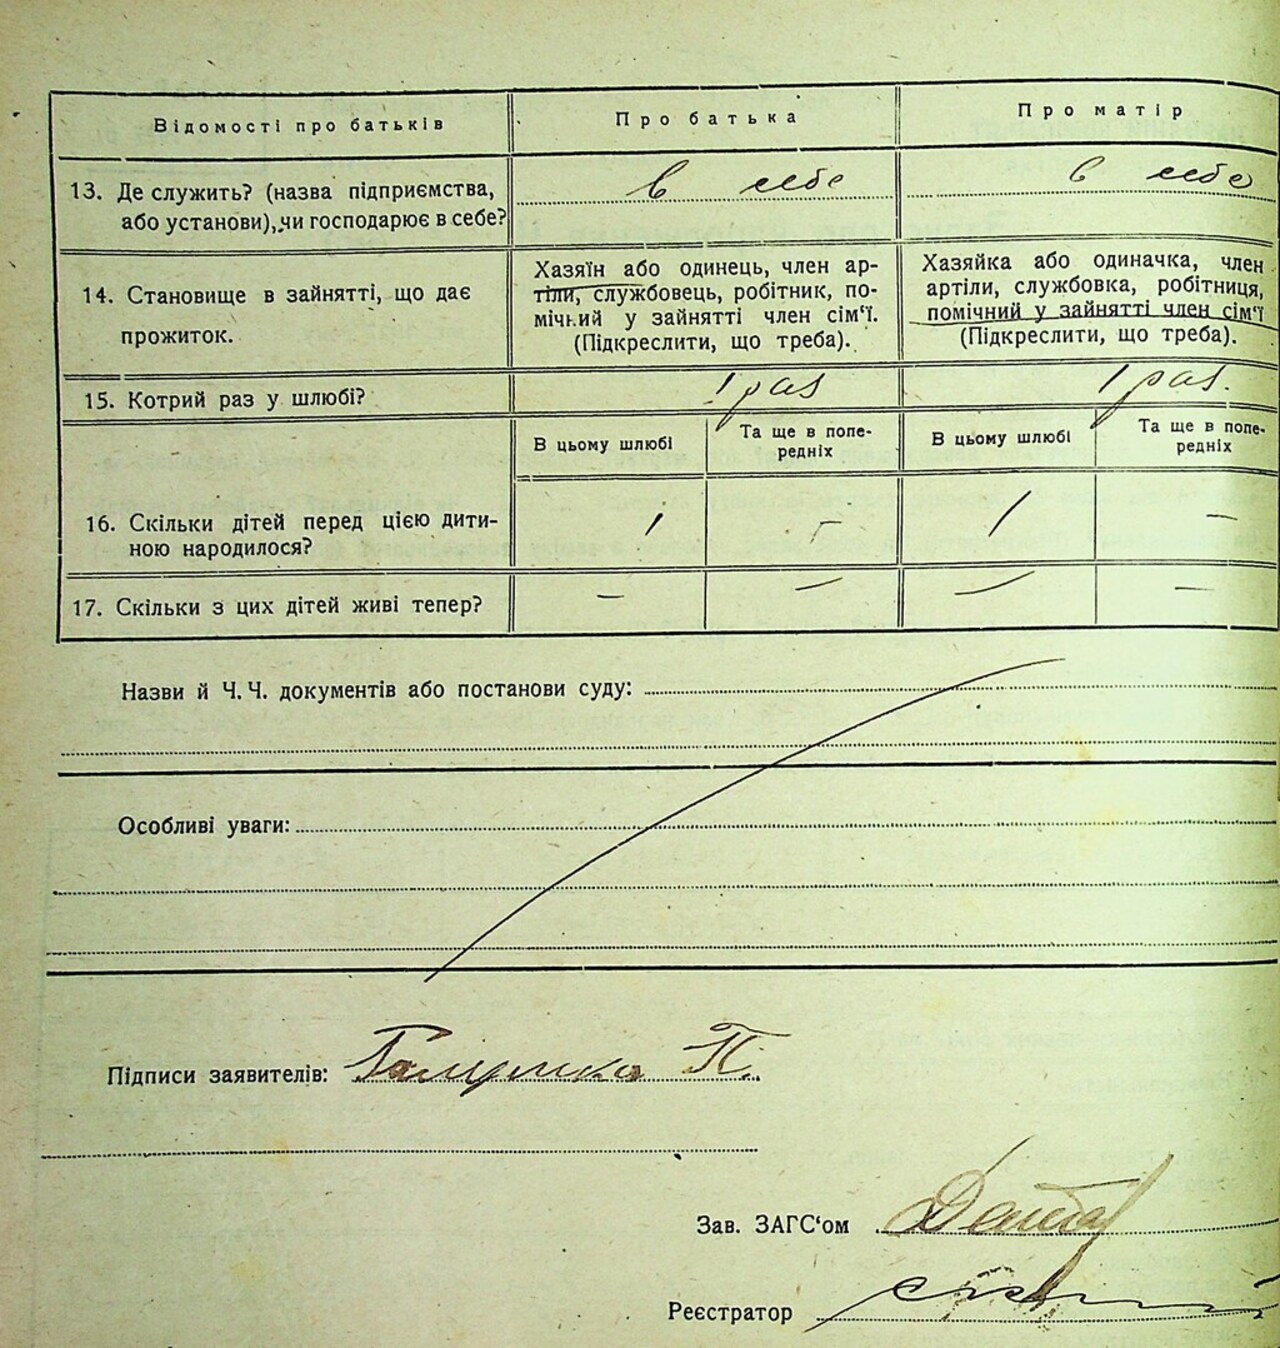 Відомості про батьків Про батька Про матір
13. Де служить? (назва підприємства, в себе в себе
або установи), чи господарює в себе?
14. Становище в зайнятті, що дає
прожиток.
Хазяїн або одинець, член ар-
тіли, службовець, робітник, по-
мічний у зайнятті член сім'ї.
(Підкреслити, що треба).
Хазяйка або одиначка, член
артіли, службовка, робітниця,
помічний у зайнятті член сім'ї
(Підкреслити, що треба).
15. Котрий раз у шлюбі? 1 раз 1 раз.
В цьому шлюбі Та ще в попе-
редніх В цьому шлюбі Та ще в попе-
редніх
16. Скільки дітей перед цією дити- 1 - 1 -
ною народилося?
17. Скільки з цих дітей живі тепер? - - - -
Назви й Ч. Ч. документів або постанови суду:
Особливі уваги:
Підписи заявителів: П.
Зав. ЗАГС'ом
Реєстратор